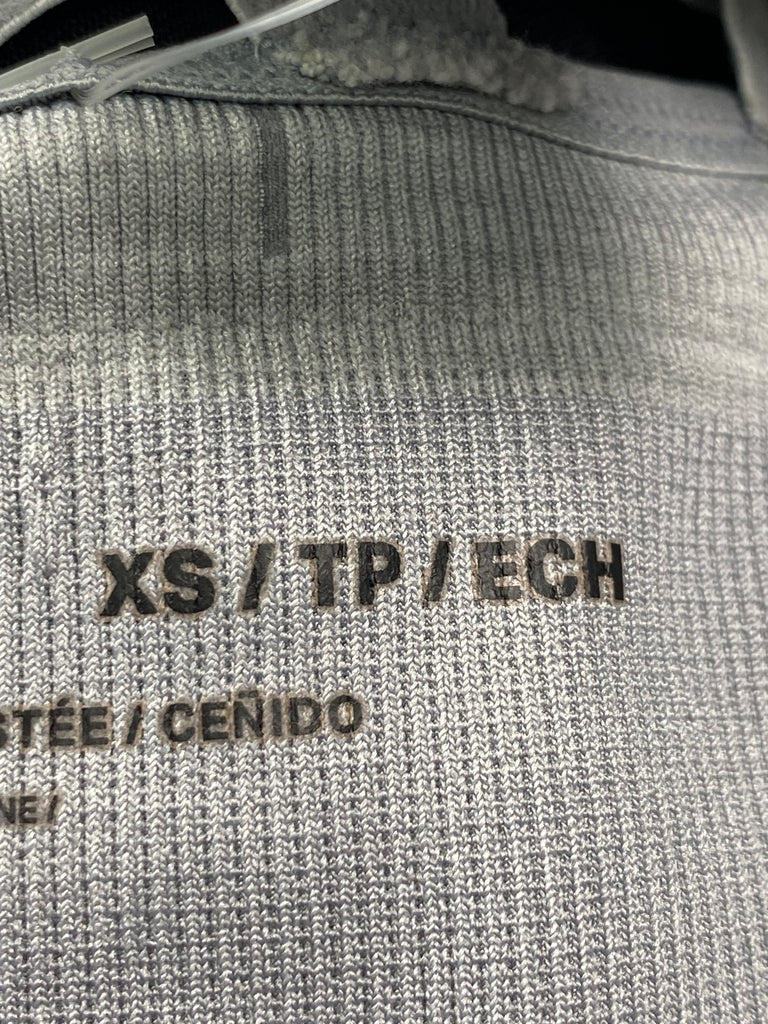 XS / TP / ECH
STÉE / CEÑIDO
NE /